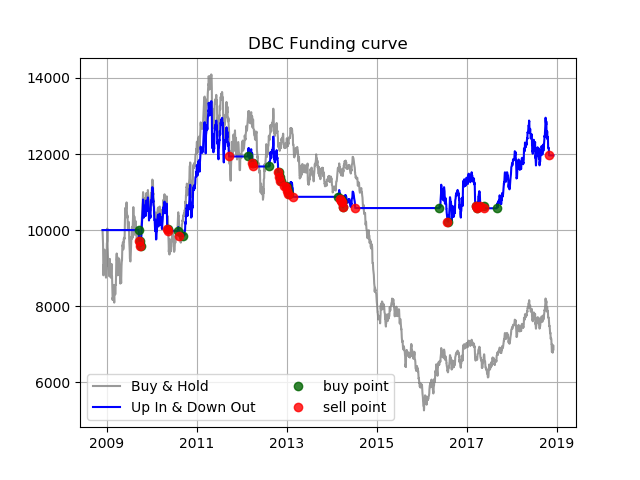 DBC Funding curve
14000
12000
10000
8000
6000
Buy & Hold
Up In & Down Out
buy point
sell point
2009 2011 2013 2015 2017 2019